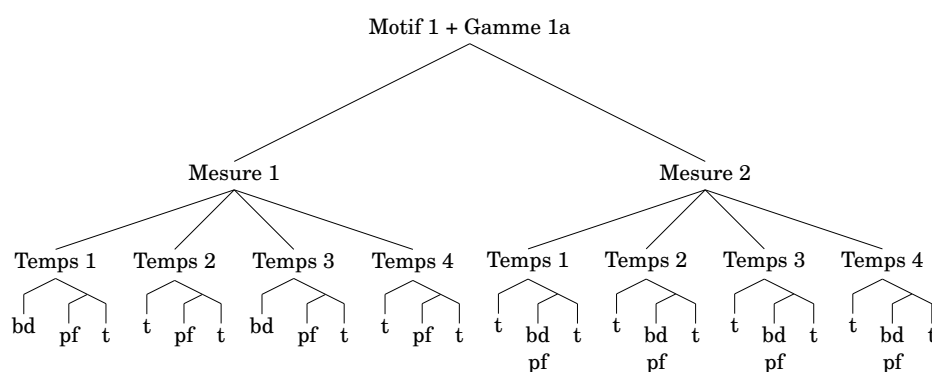 Motif 1 + Gamme 1a
Mesure 1 Mesure 2
Temps 1 Temps 2 Temps 3 Temps 4 Temps 1 Temps 2 Temps 3 Temps 4
bd pf t t pf t bd pf t t pf t t bd t t bd t t bd t t bd t
pf pf pf pf